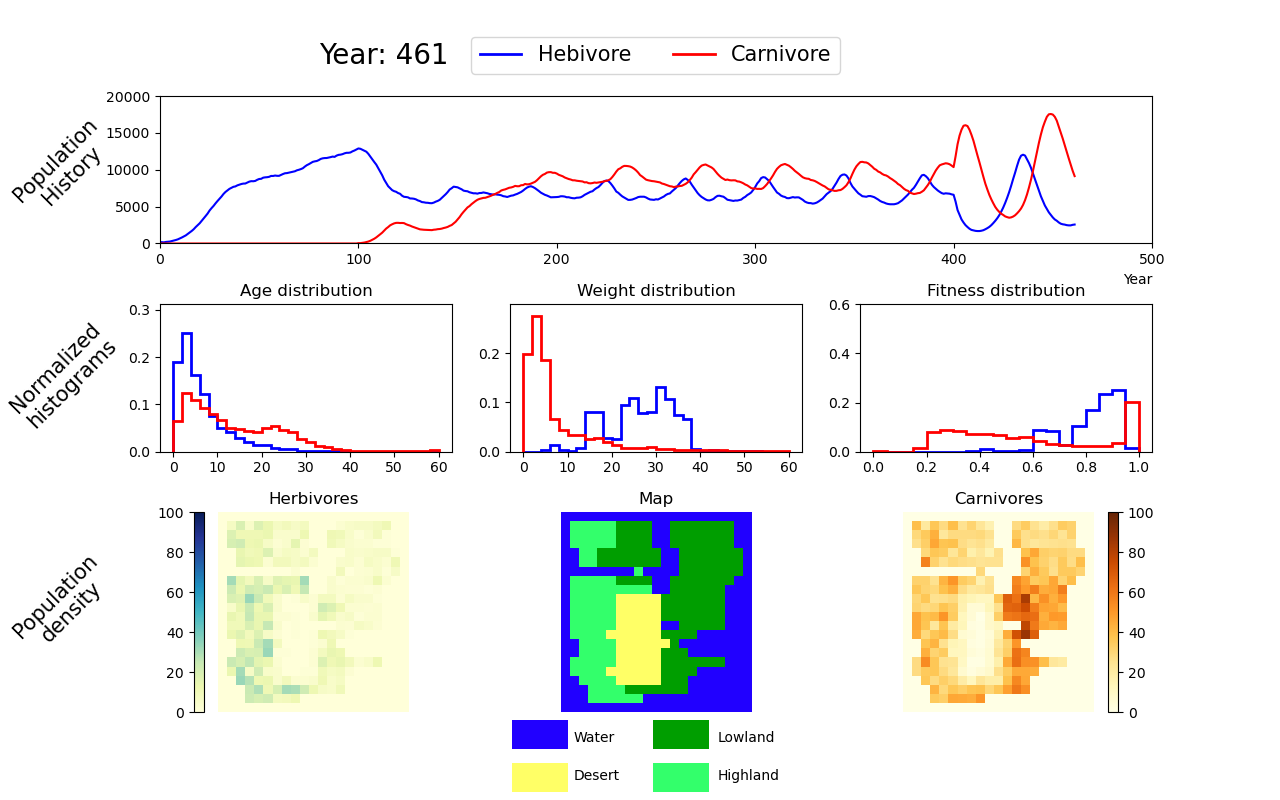 Year: 461
Hebivore
Carnivore
Population
History
20000
15000
10000
5000
0
0 100 200 300 400 500
Year
Normalized
histograms
Age distribution
0.3
0.2
0.1
0.0
0 10 20 30 40 50 60
Weight distribution
0.2
0.1
0.0
0 10 20 30 40 50 60
Fitness distribution
0.6
0.4
0.2
0.0
0.0 0.2 0.4 0.6 0.8 1.0
Population
density
Herbivores
100
80
60
40
20
0
Map
Carnivores
100
80
60
40
20
0
Water
Lowland
Desert
Highland